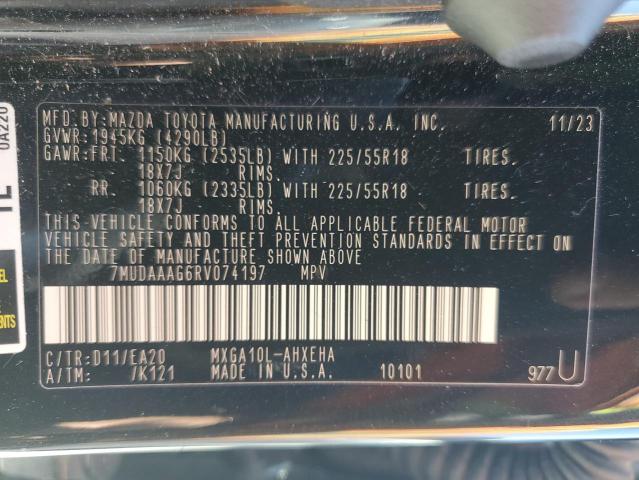 MFD.BY:MAZDA TOYOTA MANUFACTURING U.S.A. INC. 11/23
GVWR:1945KG (4290LB)
GAWR:FRT. 1150KG (2535LB) WITH 225/55R18 TIRES.
18X7J RIMS.
RR. 1060KG (2335LB) WITH 225/55R18 TIRES.
18X7J RIMS.
THIS VEHICLE CONFORMS TO ALL APPLICABLE FEDERAL MOTOR
VEHICLE SAFETY AND THEFT PREVENTION STANDARDS IN EFFECT ON
THE DATE OF MANUFACTURE SHOWN ABOVE
7MUDAAAG6RV074197 MPV
C/TR:D11/EA20 MXGA10L-AHXEHA
A/TM: /K121 MADE IN U.S.A. 10101 977U
0A220